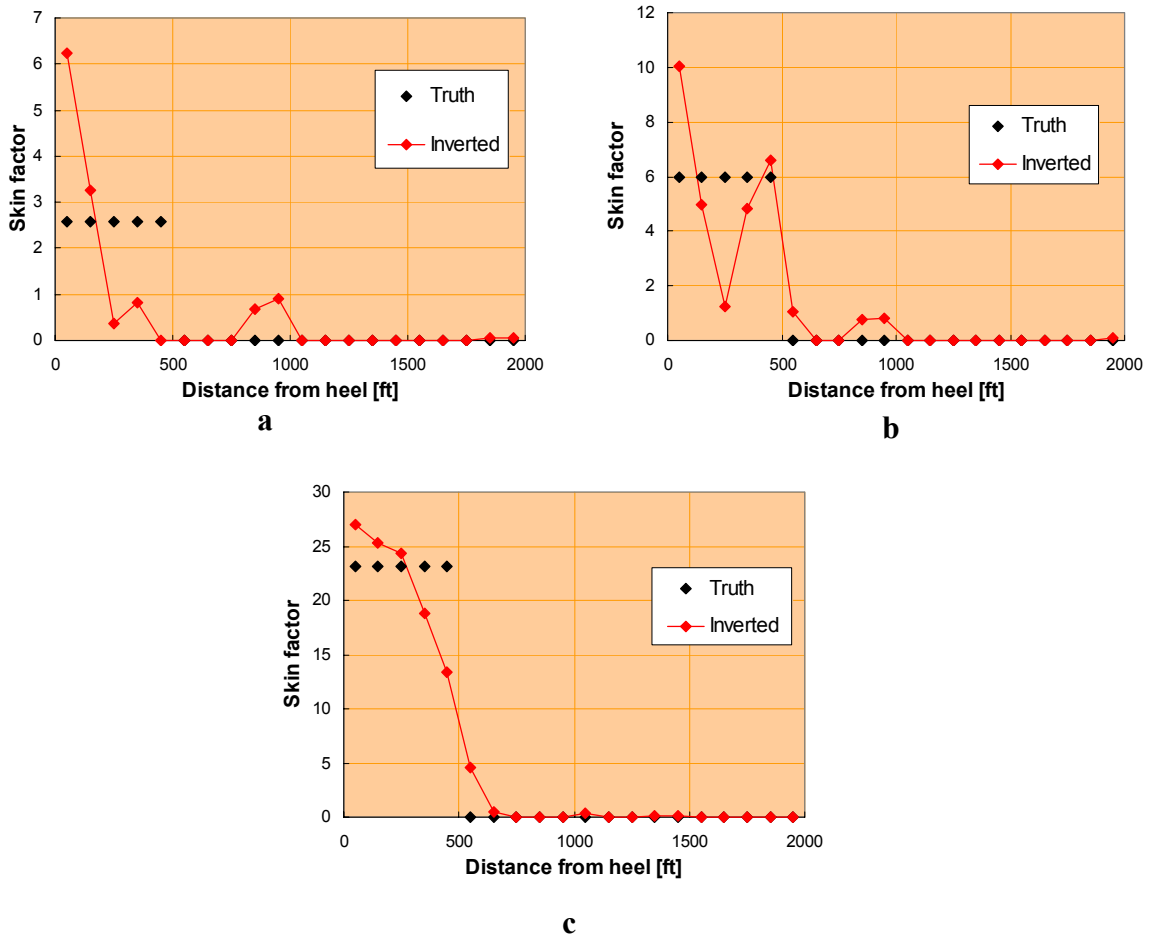 7
6
5
4
3
2
1
0
Skin factor
0 500 1000 1500 2000
Distance from heel [ft]
Truth
Inverted
a
12
10
8
6
4
2
0
Skin factor
0 500 1000 1500 2000
Distance from heel [ft]
Truth
Inverted
b
30
25
20
15
10
5
0
Skin factor
0 500 1000 1500 2000
Distance from heel [ft]
Truth
Inverted
c